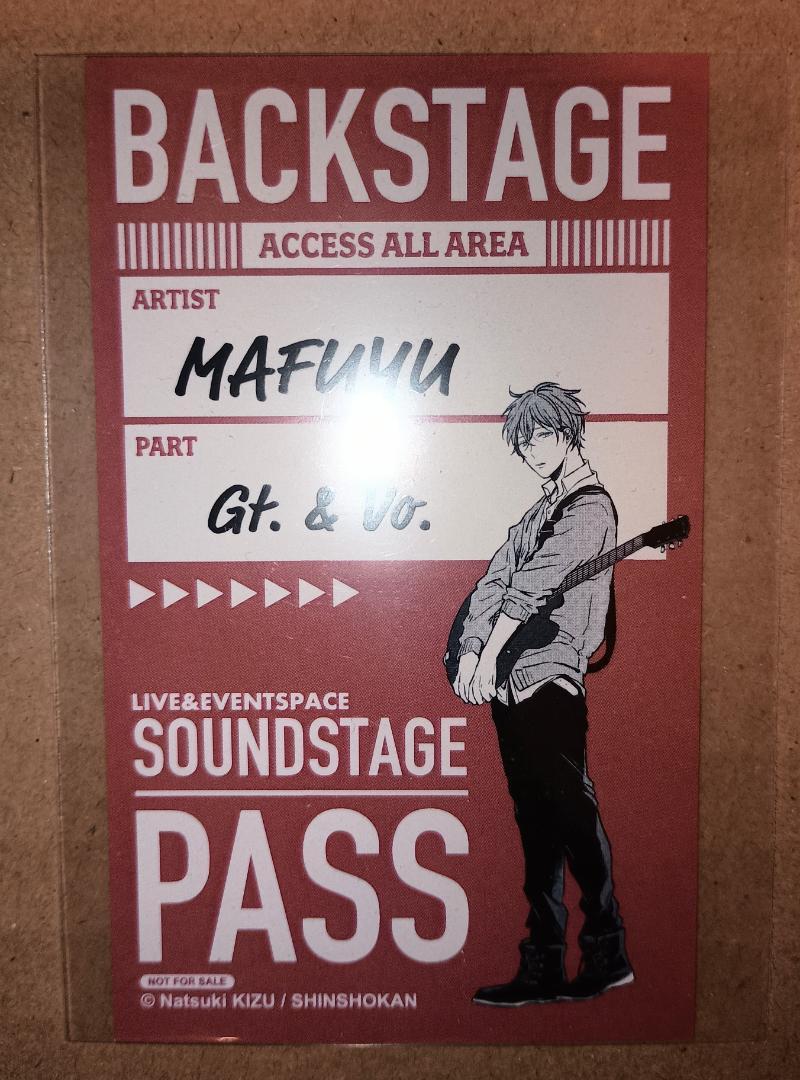 BACKSTAGE
ACCESS ALL AREA
ARTIST
MAFUYU
PART
Gt. & Vo.
LIVE&EVENTSPACE
SOUNDSTAGE
PASS
NOT FOR SALE
© Natsuki KIZU / SHINSHOKAN